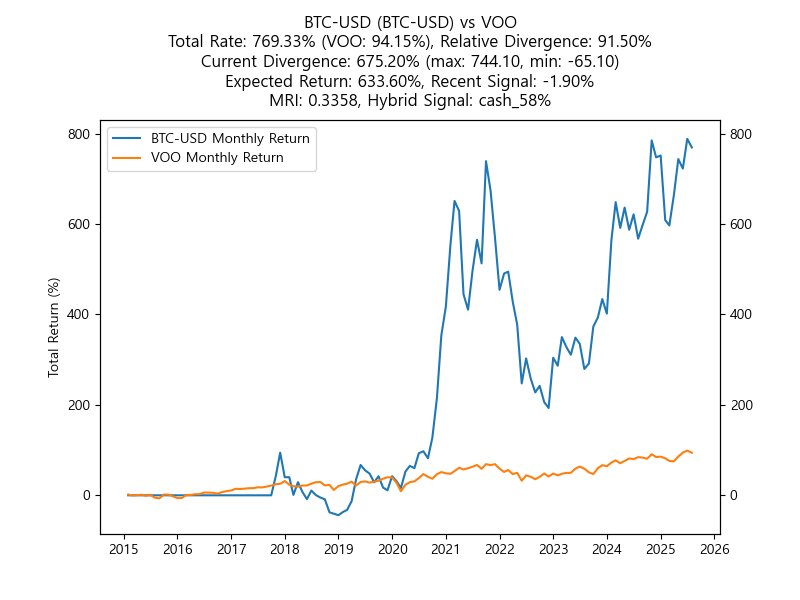 BTC-USD (BTC-USD) vs VOO
Total Rate: 769.33% (VOO: 94.15%), Relative Divergence: 91.50%
Current Divergence: 675.20% (max: 744.10, min: -65.10)
Expected Return: 633.60%, Recent Signal: -1.90%
MRI: 0.3358, Hybrid Signal: cash_58%
BTC-USD Monthly Return
VOO Monthly Return
Total Return (%)
800
600
400
200
0
800
600
400
200
0
2015 2016 2017 2018 2019 2020 2021 2022 2023 2024 2025 2026